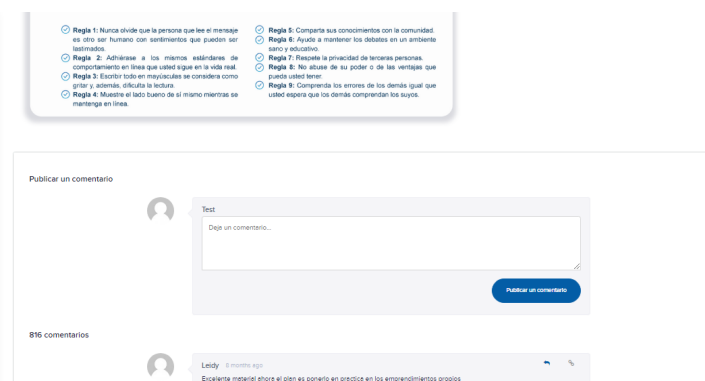 Regla 1: Nunca olvide que la persona que lee el mensaje
es otro ser humano con sentimientos que pueden ser
lastimados.
Regla 2: Adhiérase a los mismos estándares de
comportamiento en línea que usted sigue en la vida real.
Regla 3: Escribir todo en mayúsculas se considera como
gritar y, además, dificulta la lectura.
Regla 4: Muestre el lado bueno de sí mismo mientras se
mantenga en línea.
Regla 5: Comparta sus conocimientos con la comunidad.
Regla 6: Ayude a mantener los debates en un ambiente
sano y educativo.
Regla 7: Respete la privacidad de terceras personas.
Regla 8: No abuse de su poder o de las ventajas que
pueda usted tener.
Regla 9: Comprenda los errores de los demás igual que
usted espera que los demás comprendan los suyos.
Publicar un comentario
Test
Deje un comentario...
Publicar un comentario
816 comentarios
Leidy months ago
Excelente material ahora el plan es ponerlo en practica en los emprendimientos propios